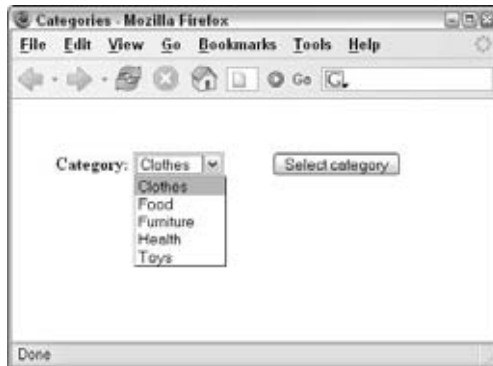 Categories - Mozilla Firefox
File Edit View Go Bookmarks Tools Help
Go G
Category: Clothes Select category
Clothes
Food
Furniture
Health
Toys
Done